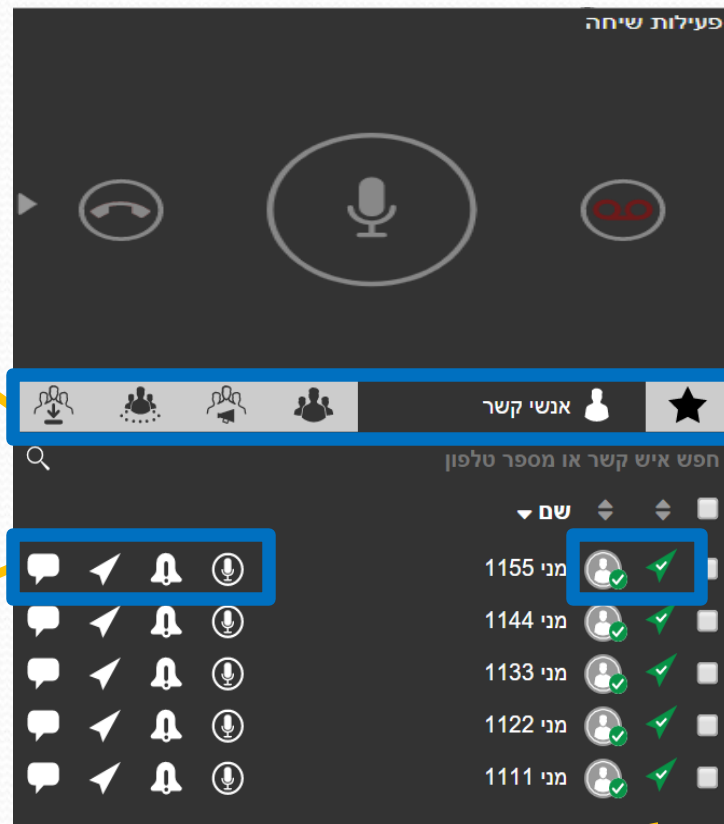 פעילות שיחה
אנשי קשר
חפש איש קשר או מספר טלפון
שם
מני 1155
מני 1144
מני 1133
מני 1122
מני 1111